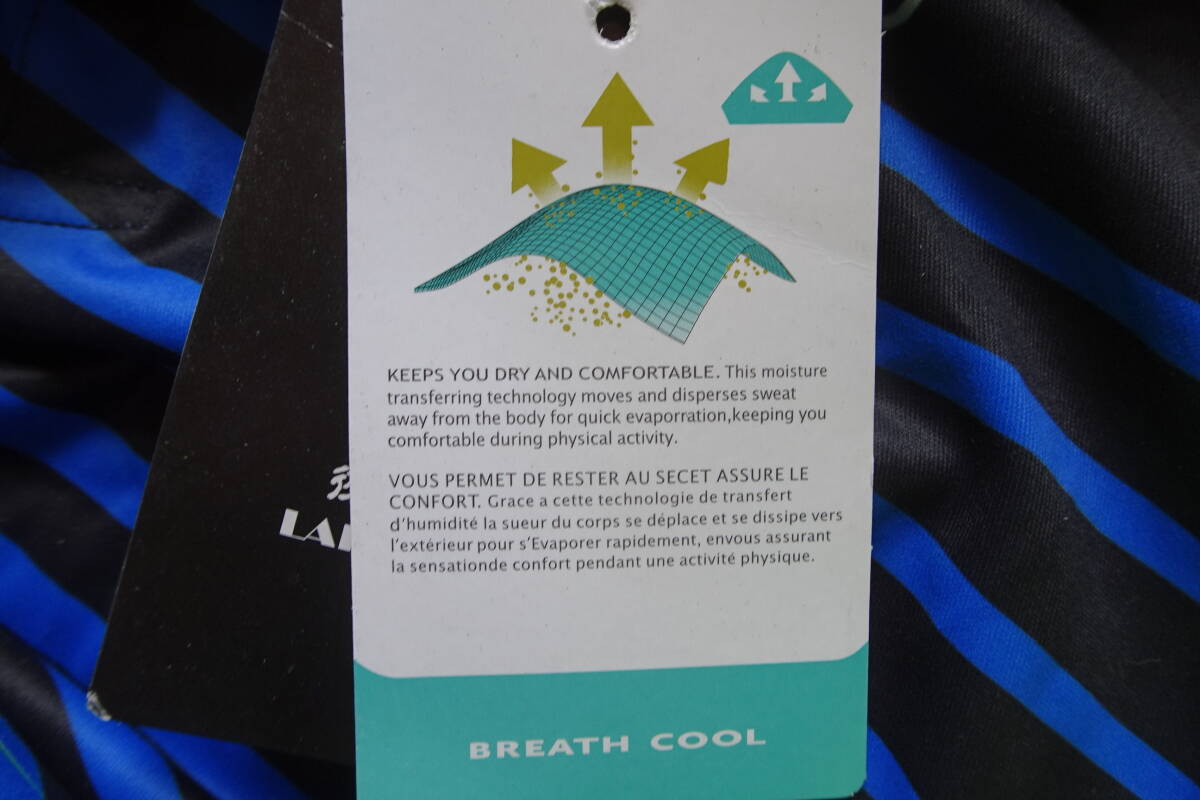 KEEPS YOU DRY AND COMFORTABLE. This moisture
transferring technology moves and disperses sweat
away from the body for quick evaporration,keeping you
comfortable during physical activity.
VOUS PERMET DE RESTER AU SECET ASSURE LE
CONFORT. Grace a cette technologie de transfert
d'humidité la sueur du corps se déplace et se dissipe vers
l'extérieur pour s'Evaporer rapidement, envous assurant
la sensationde confort pendant une activité physique.
BREATH COOL